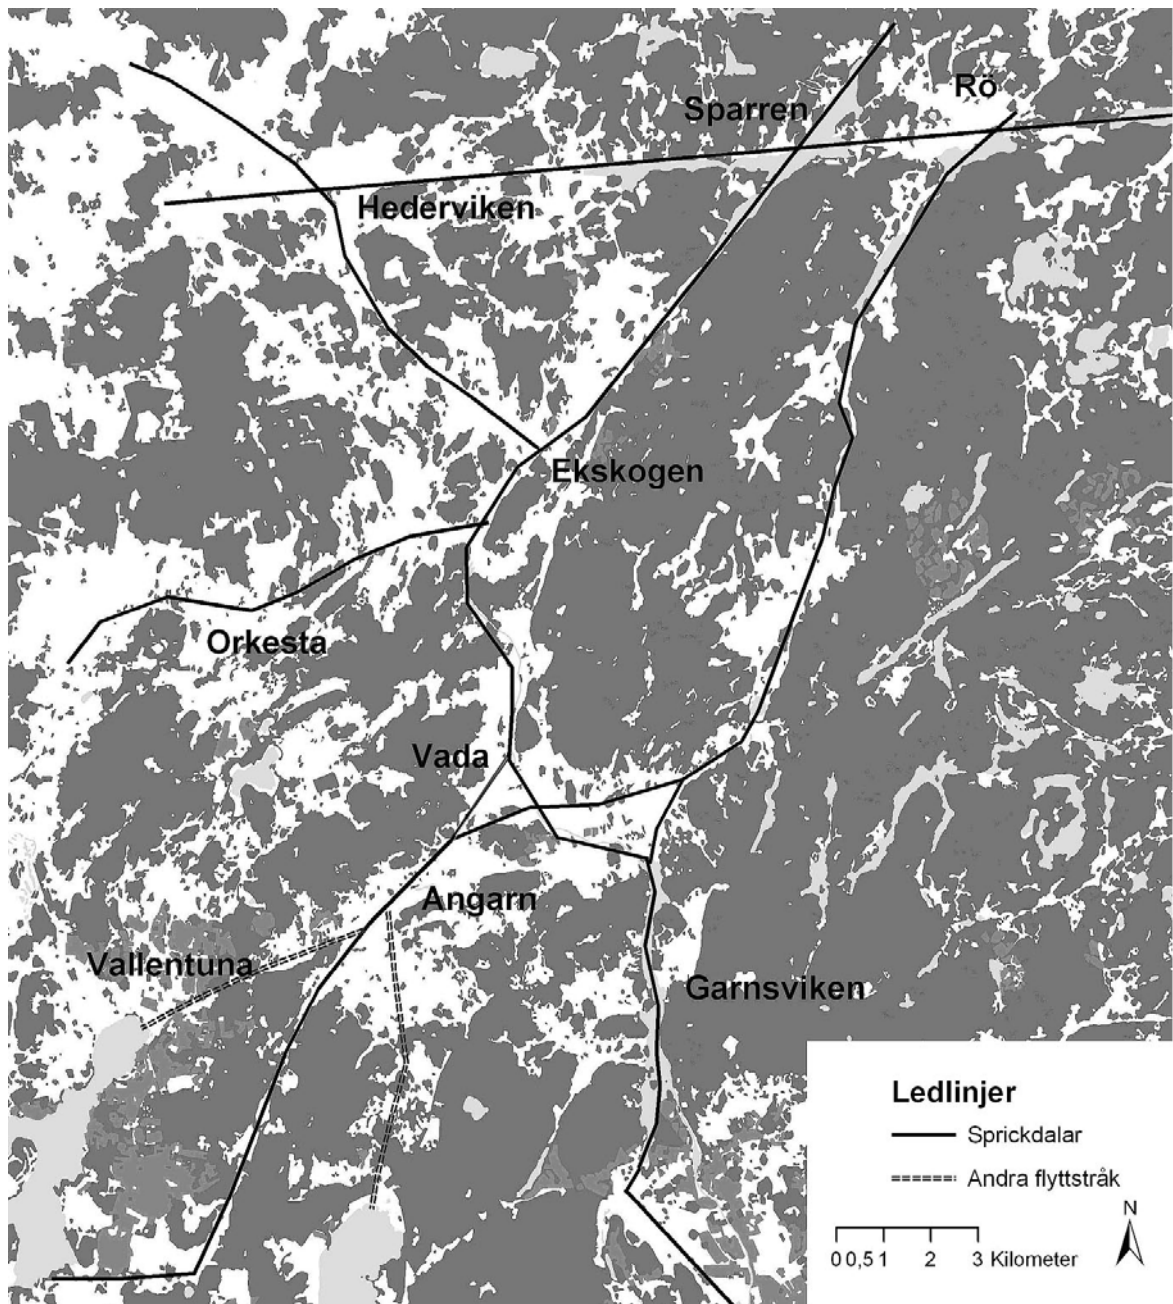 Rö
Sparren
Hederviken
Ekskogen
Orkesta
Vada
Angarn
Vallentuna
Garnsviken
Ledlinjer
Sprickdalar
Andra flyttstråk
N
0 0,5 1 2 3 Kilometer